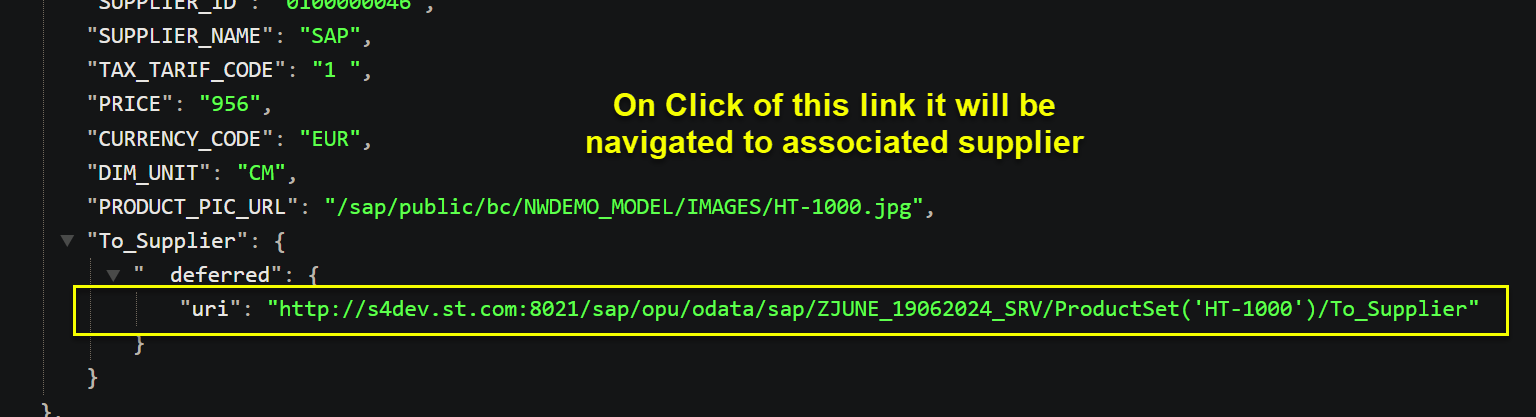 "SUPPLIER_ID": "0100000046",
"SUPPLIER_NAME": "SAP",
"TAX_TARIF_CODE": "1 ",
"PRICE": "956",
"CURRENCY_CODE": "EUR",
"DIM_UNIT": "CM",
"PRODUCT_PIC_URL": "/sap/public/bc/NWDEMO_MODEL/IMAGES/HT-1000.jpg",
"To_Supplier": {
"__deferred": {
"uri": "http://s4dev.st.com:8021/sap/opu/odata/sap/ZJUNE_19062024_SRV/ProductSet('HT-1000')/To_Supplier"
}
}
},
On Click of this link it will be
navigated to associated supplier